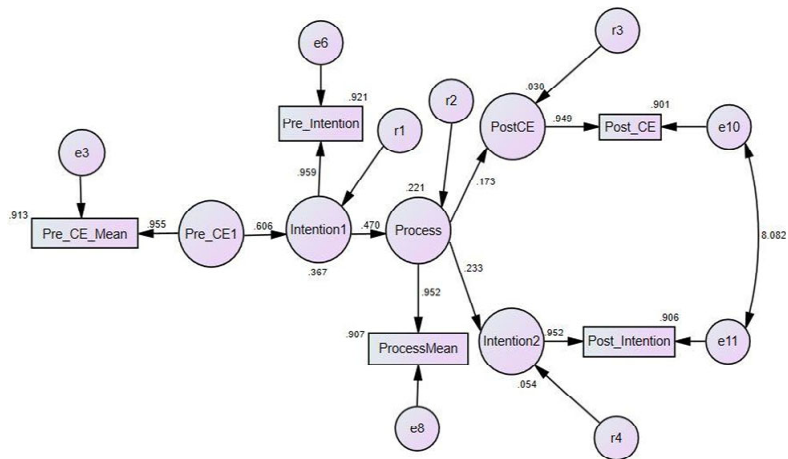 r3
e6
.030
.921
r2
.901
Pre_Intention
r1
PostCE
.949
Post_CE
e10
e3
.959
.221
.173
.913
Pre_CE_Mean
.955
Pre_CE1
.606
Intention1
.470
Process
8.082
.367
.233
.952
.906
.907
ProcessMean
Intention2
.952
Post_Intention
e11
.054
e8
r4